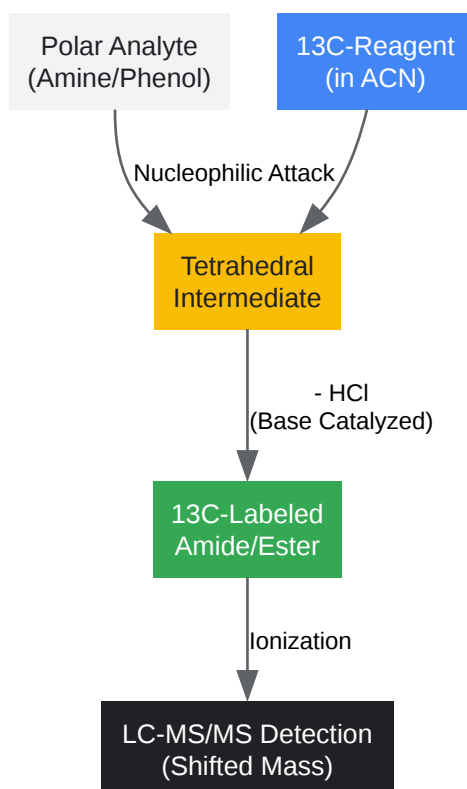 Polar Analyte
(Amine/Phenol)
13C-Reagent
(in ACN)
Nucleophilic Attack
Tetrahedral
Intermediate
- HCl
(Base Catalyzed)
13C-Labeled
Amide/Ester
Ionization
LC-MS/MS Detection
(Shifted Mass)